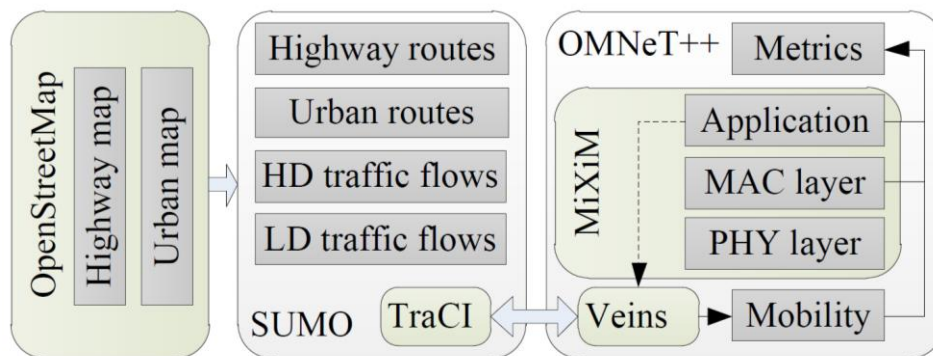 OpenStreetMap
Highway map
Urban map
Highway routes
Urban routes
HD traffic flows
LD traffic flows
SUMO
TraCI
OMNeT++
Metrics
MiXiM
Application
MAC layer
PHY layer
Veins
Mobility